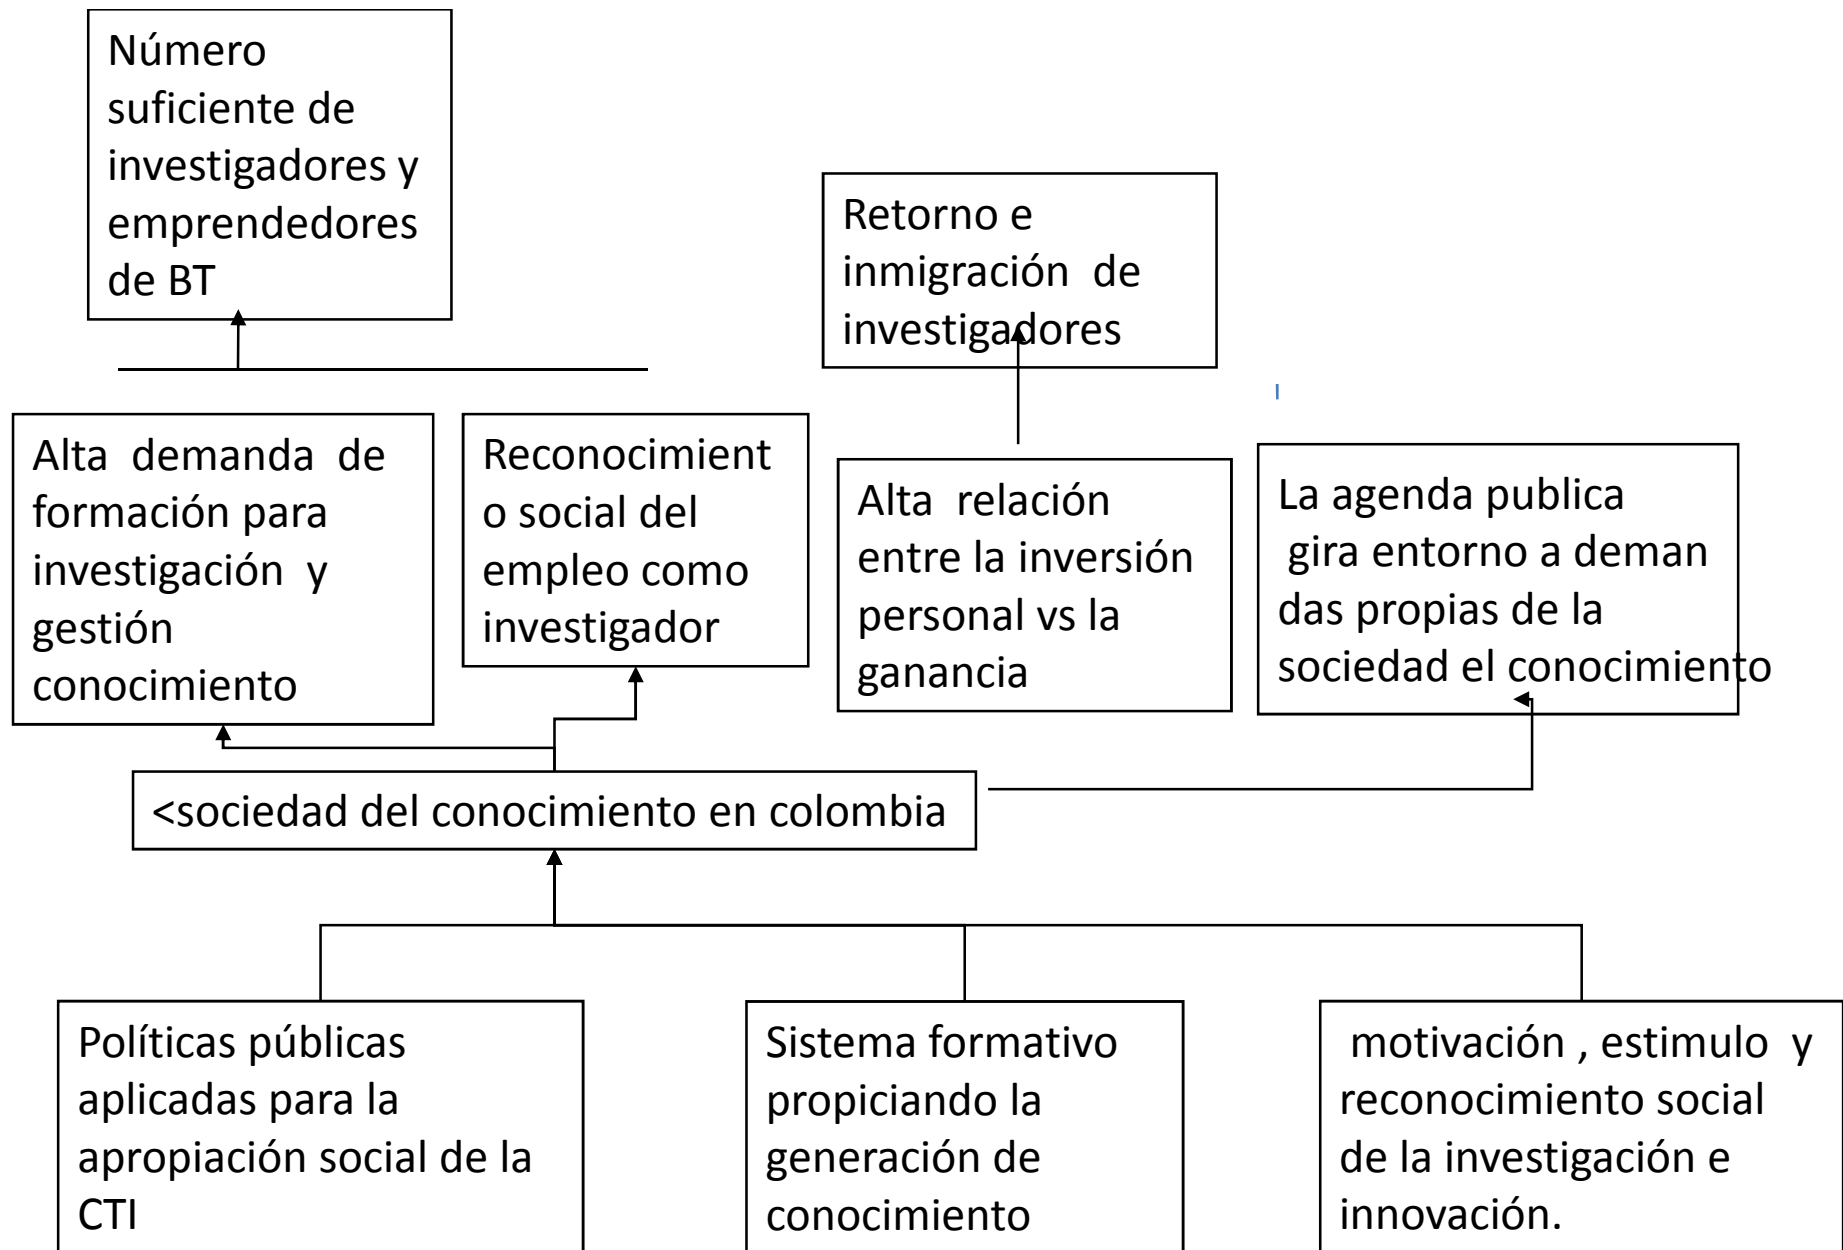 Número
suficiente de
investigadores y
emprendedores
de BT
Retorno e
inmigración de
investigadores
Alta demanda de
formación para
investigación y
gestión
conocimiento
Reconocimient
o social del
empleo como
investigador
Alta relación
entre la inversión
personal vs la
ganancia
La agenda publica
gira entorno a deman
das propias de la
sociedad el conocimiento
<sociedad del conocimiento en colombia
Políticas públicas
aplicadas para la
apropiación social de la
CTI
Sistema formativo
propiciando la
generación de
conocimiento
motivación , estimulo y
reconocimiento social
de la investigación e
innovación.